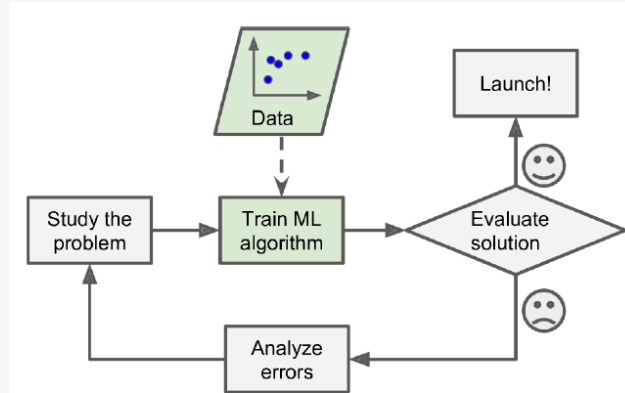 Data
Launch!
Study the
problem
Train ML
algorithm
Evaluate
solution
Analyze
errors